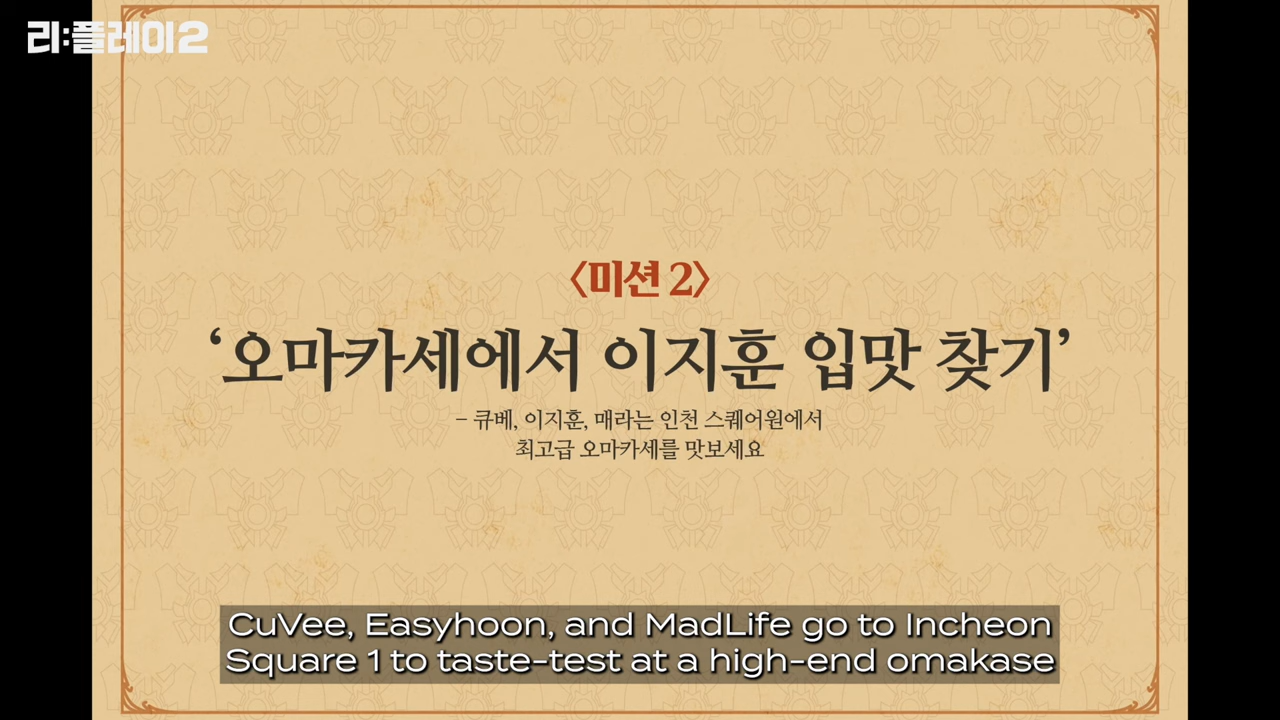 리:플레이2
<미션 2>
‘오마카세에서 이지훈 입맛 찾기’
- 큐베, 이지훈, 매라는 인천 스퀘어원에서
최고급 오마카세를 맛보세요
CuVee, Easyhoon, and MadLife go to Incheon
Square 1 to taste-test at a high-end omakase